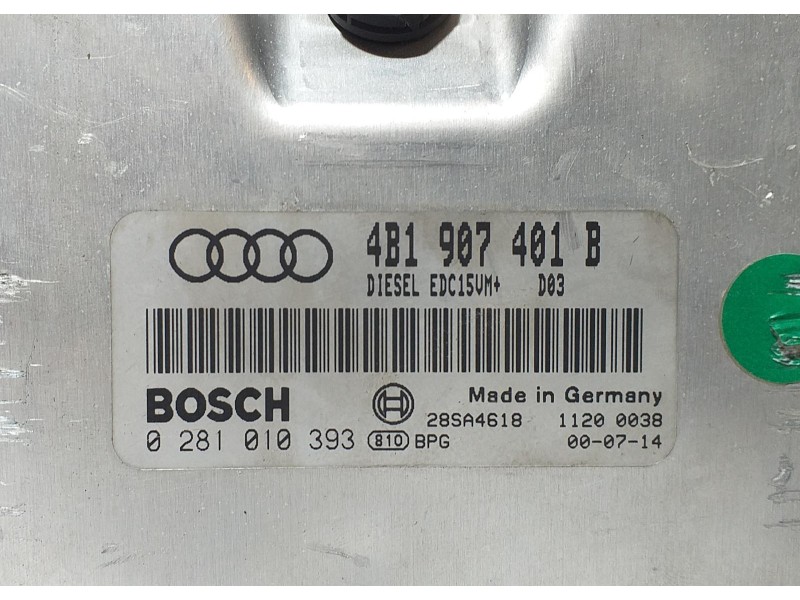 4B1 907 401 B
DIESEL EDC15VM+ D03
BOSCH Made in Germany
28SA4618 1120 0038
0 281 010 393 810 BPG 00-07-14